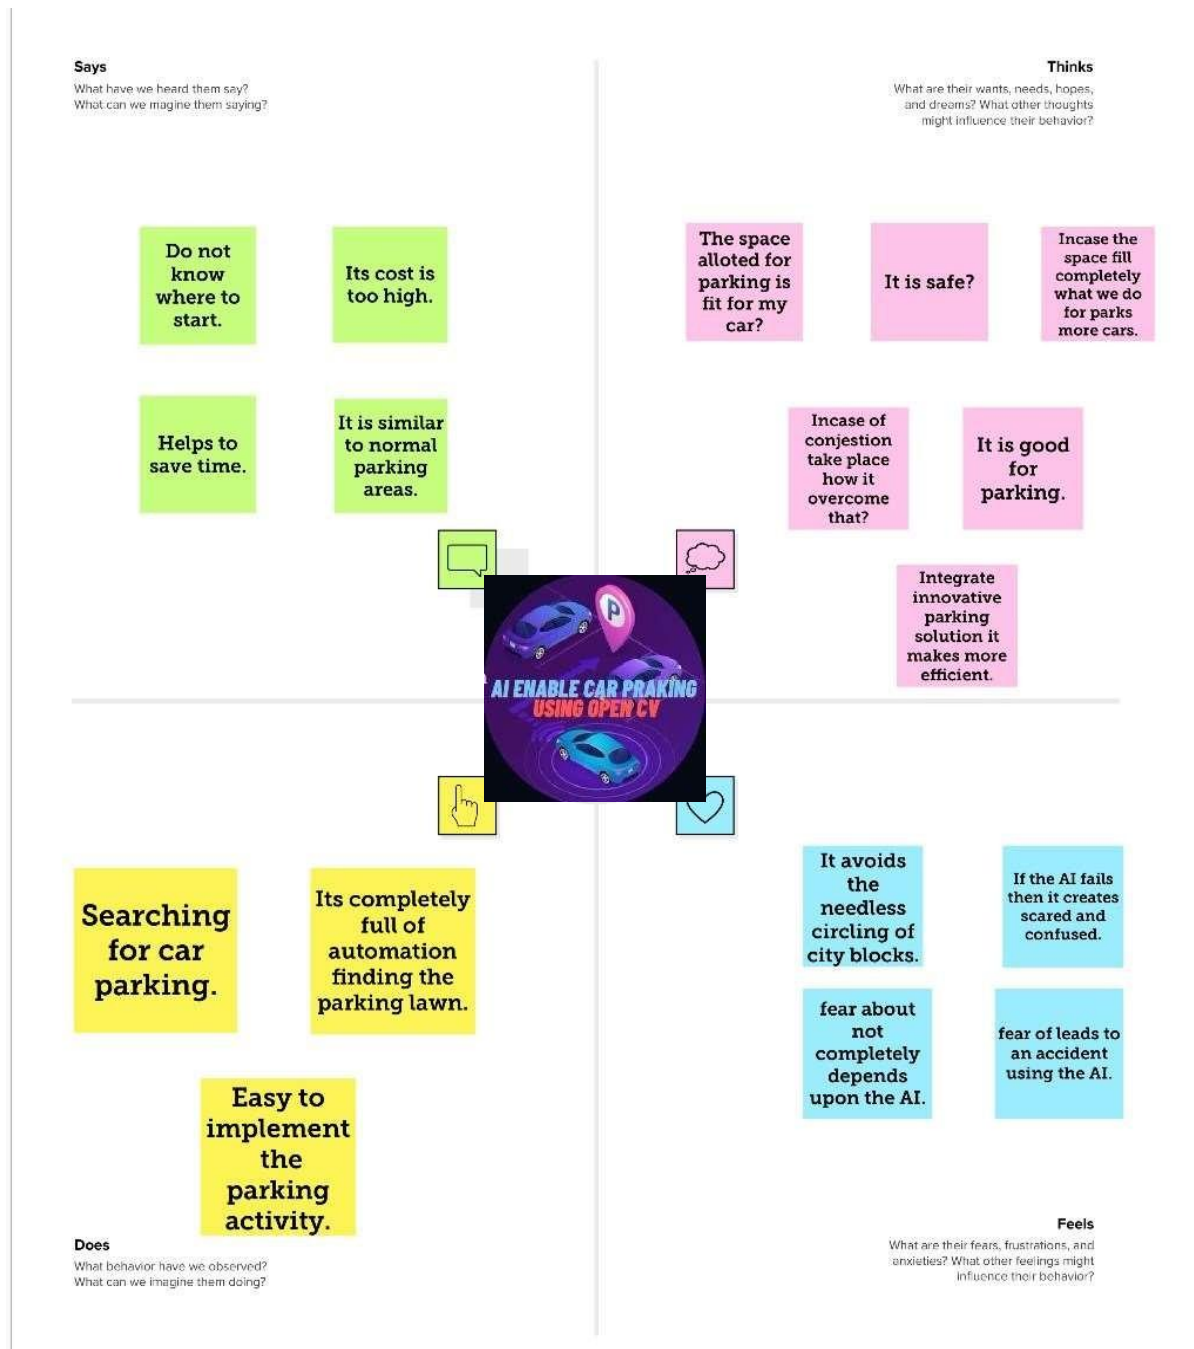 Says
What have we heard them say?
What can we magine them saying?
Thinks
What are their wants, needs, hopes,
and dreams? What other thoughts
might influence their behavior?
Do not
know
where to
start.
Its cost is
too high.
Helps to
save time.
It is similar
to normal
parking
areas.
The space
alloted for
parking is
fit for my
car?
It is safe?
Incase the
space fill
completely
what we do
for parks
more cars.
Incase of
conjestion
take place
how it
overcome
that?
It is good
for
parking.
Integrate
innovative
parking
solution it
makes more
efficient.
P
AI ENABLE CAR PRAKING
USING OPEN CV
Searching
for car
parking.
Its completely
full of
automation
finding the
parking lawn.
Easy to
implement
the
parking
activity.
It avoids
the
needless
circling of
city blocks.
If the AI fails
then it creates
scared and
confused.
fear about
not
completely
depends
upon the AI.
fear of leads to
an accident
using the AI.
Does
What behavior have we observed?
What can we imagine them doing?
Feels
What are their fears, frustrations, and
anxieties? What other feelings might
influence their behavior?